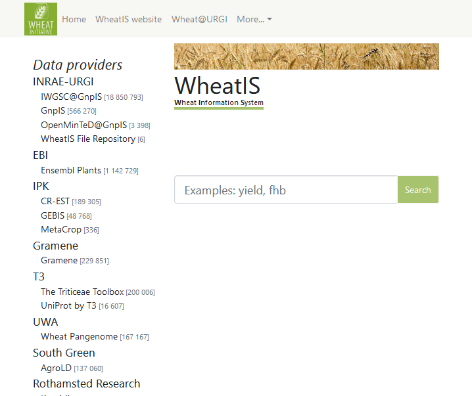 WHEAT
INITIATIVE
Home WheatIS website Wheat@URGI More...
Data providers
INRAE-URGI
IWGSC@GnpIS [18 850 793]
GnpIS [566 270]
OpenMinTeD@GnpIS [3 398]
WheatIS File Repository [6]
EBI
Ensembl Plants [1 142 729]
IPK
CR-EST [189 305]
GEBIS [48 768]
MetaCrop [336]
Gramene
Gramene [229 851]
T3
The Triticeae Toolbox [200 006]
UniProt by T3 [16 607]
UWA
Wheat Pangenome [167 167]
South Green
AgroLD [137 060]
Rothamsted Research
WheatIS
Wheat Information System
Examples: yield, fhb
Search